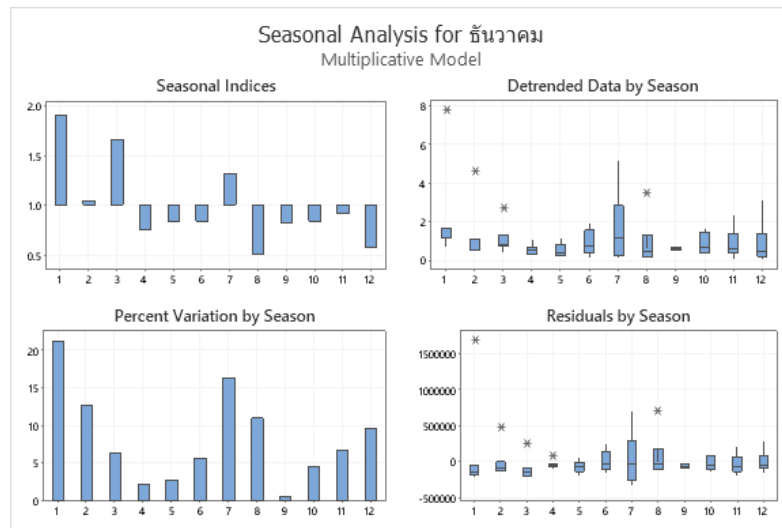 Seasonal Analysis for ธันวาคม
Multiplicative Model
Seasonal Indices
2.0
1.5
1.0
0.5
1 2 3 4 5 6 7 8 9 10 11 12
Detrended Data by Season
8
6
4
2
0
1 2 3 4 5 6 7 8 9 10 11 12
Percent Variation by Season
20
15
10
5
0
1 2 3 4 5 6 7 8 9 10 11 12
Residuals by Season
1500000
1000000
500000
0
-500000
1 2 3 4 5 6 7 8 9 10 11 12